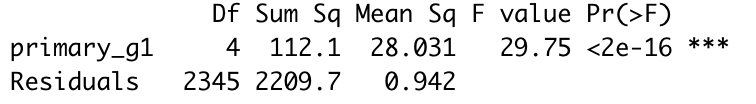 Df Sum Sq Mean Sq F value Pr(>F)
primary_g1 4 112.1 28.031 29.75 <2e-16 ***
Residuals 2345 2209.7 0.942